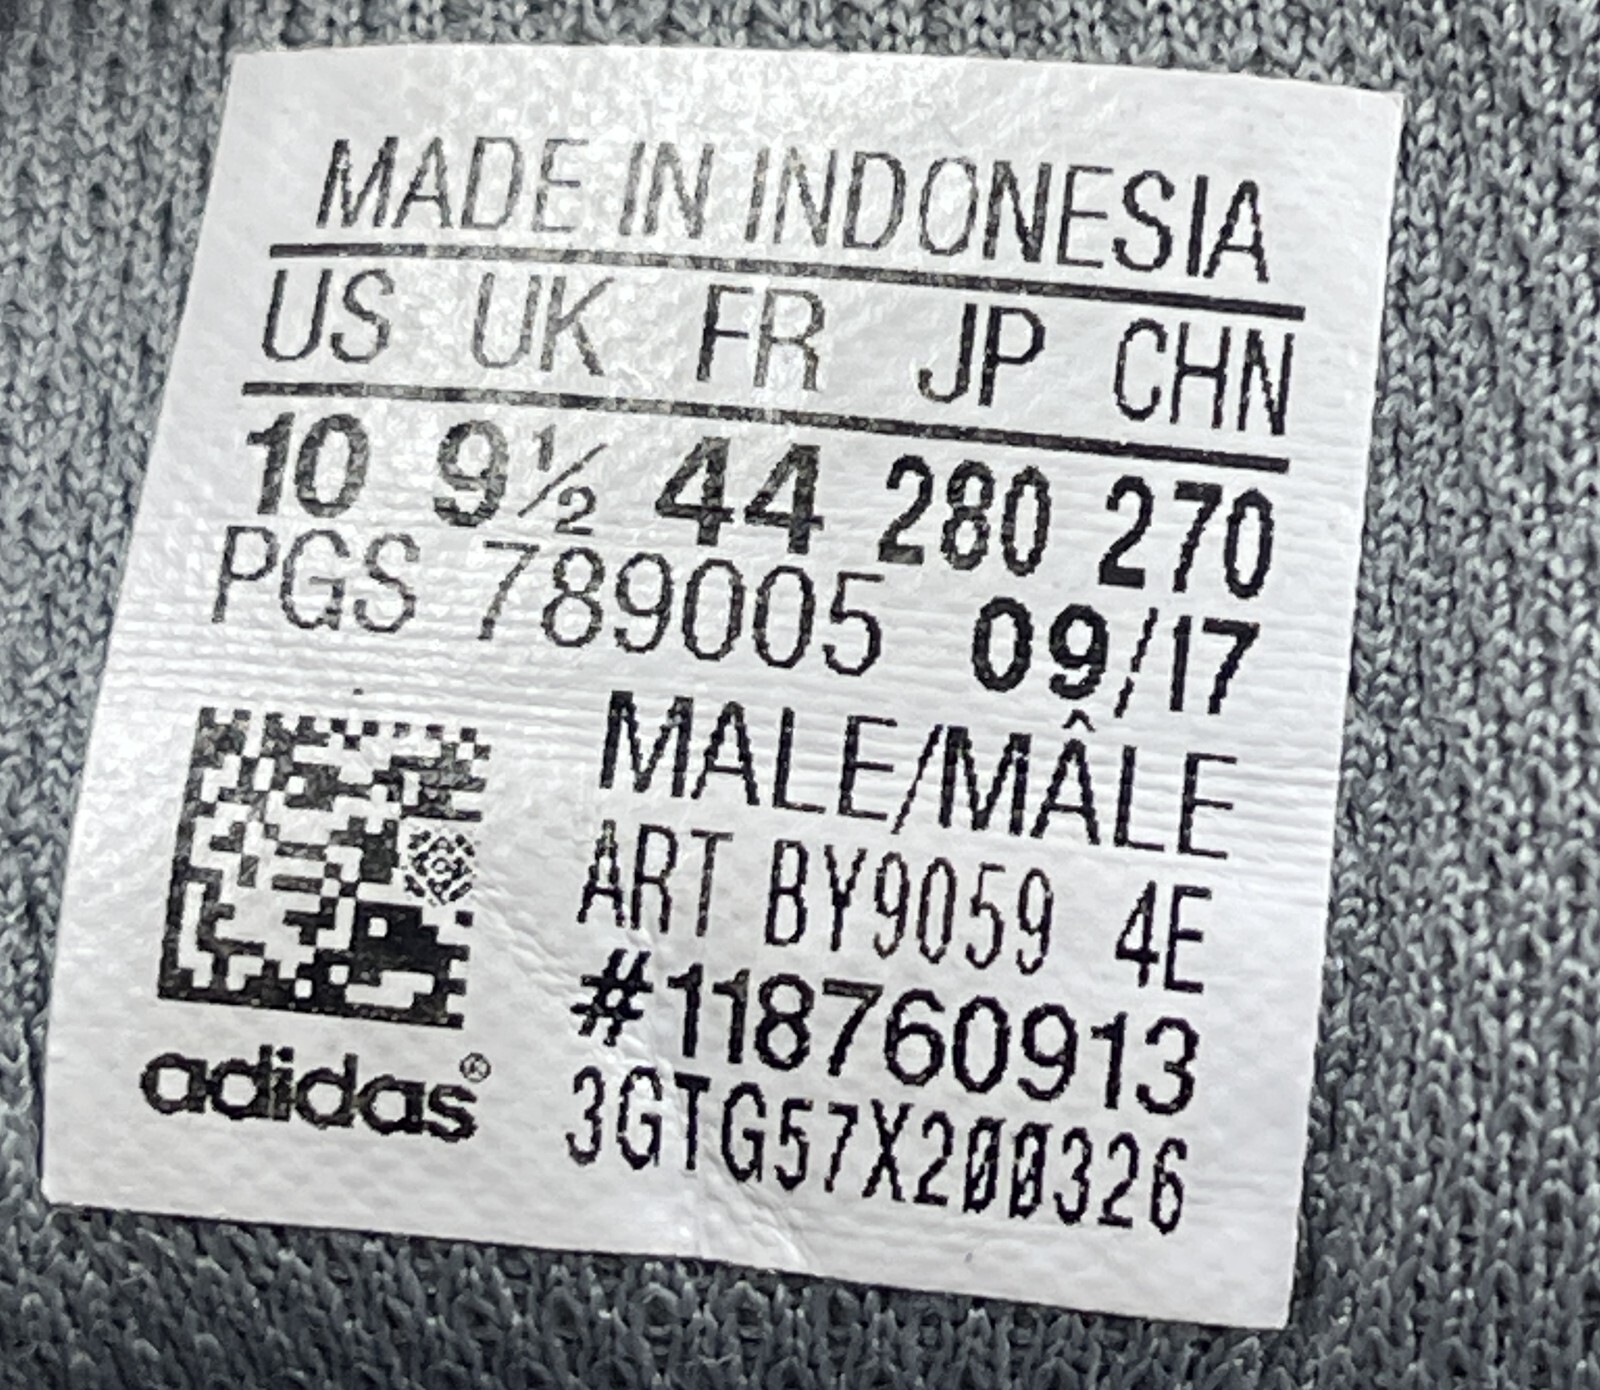 MADE IN INDONESIA
US UK FR JP CHN
10 9½ 44 280 270
PGS 789005 09/17
MALE/MÂLE
ART BY9059 4E
#118760913
3GTG57X200326
adidas®